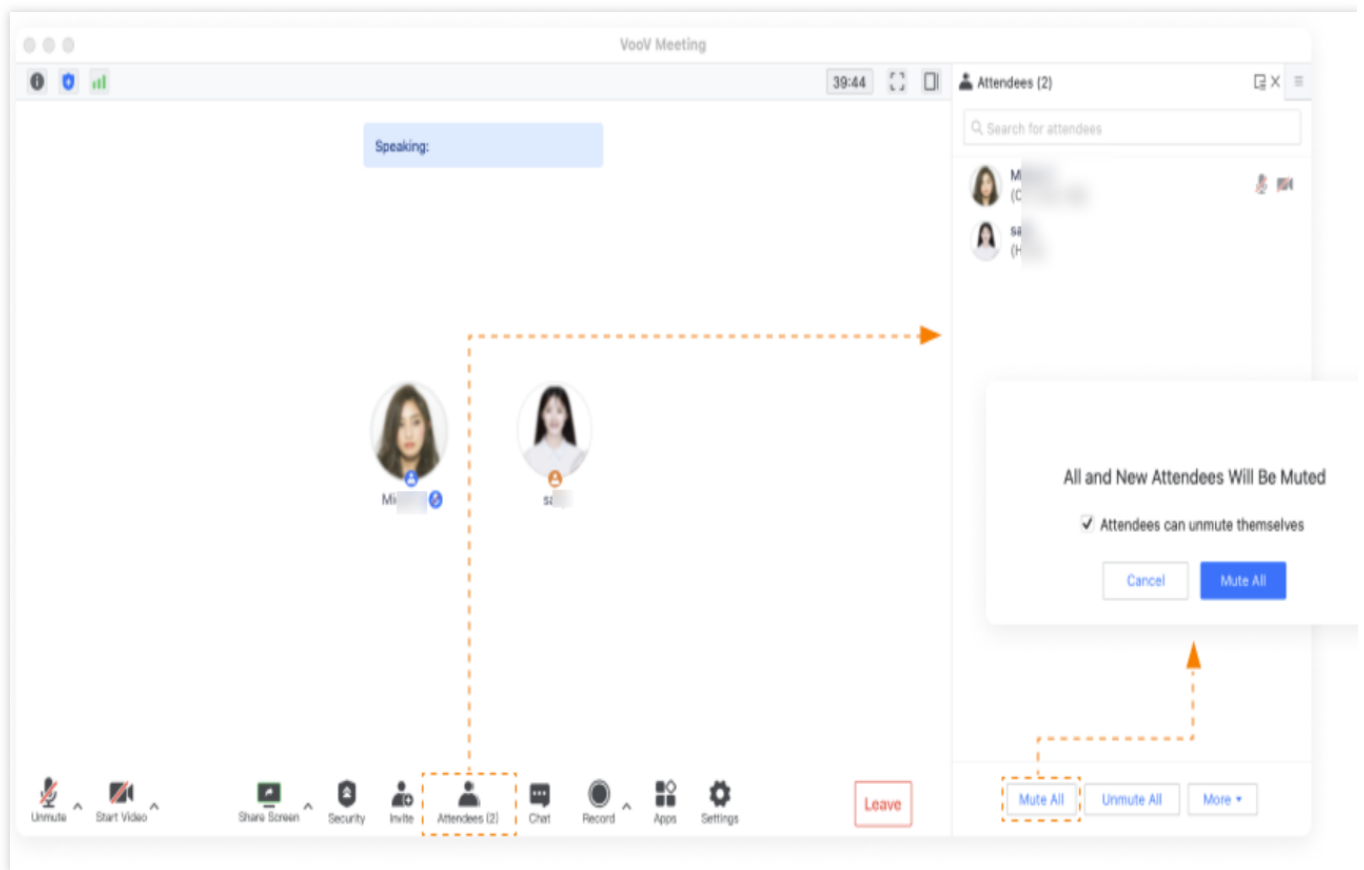 VooV Meeting
39:44
Attendees (2)
Speaking:
Search for attendees
All and New Attendees Will Be Muted
Attendees can unmute themselves
Cancel Mute All
Unmute
Start Video
Share Screen
Security
Invite
Attendees (2)
Chat
Record
Apps
Settings
Leave
Mute All
Unmute All
More